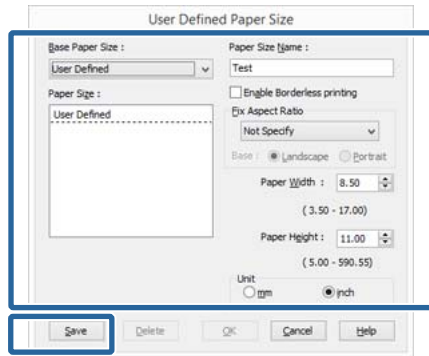 User Defined Paper Size
Base Paper Size :
User Defined
Paper Size :
User Defined
Paper Size Name :
Test
Enable Borderless printing
Fix Aspect Ratio
Not Specify
Base : Landscape Portrait
Paper Width : 8.50
( 3.50 - 17.00)
Paper Height : 11.00
( 5.00 - 590.55)
Unit
mm inch
Save Delete OK Cancel Help